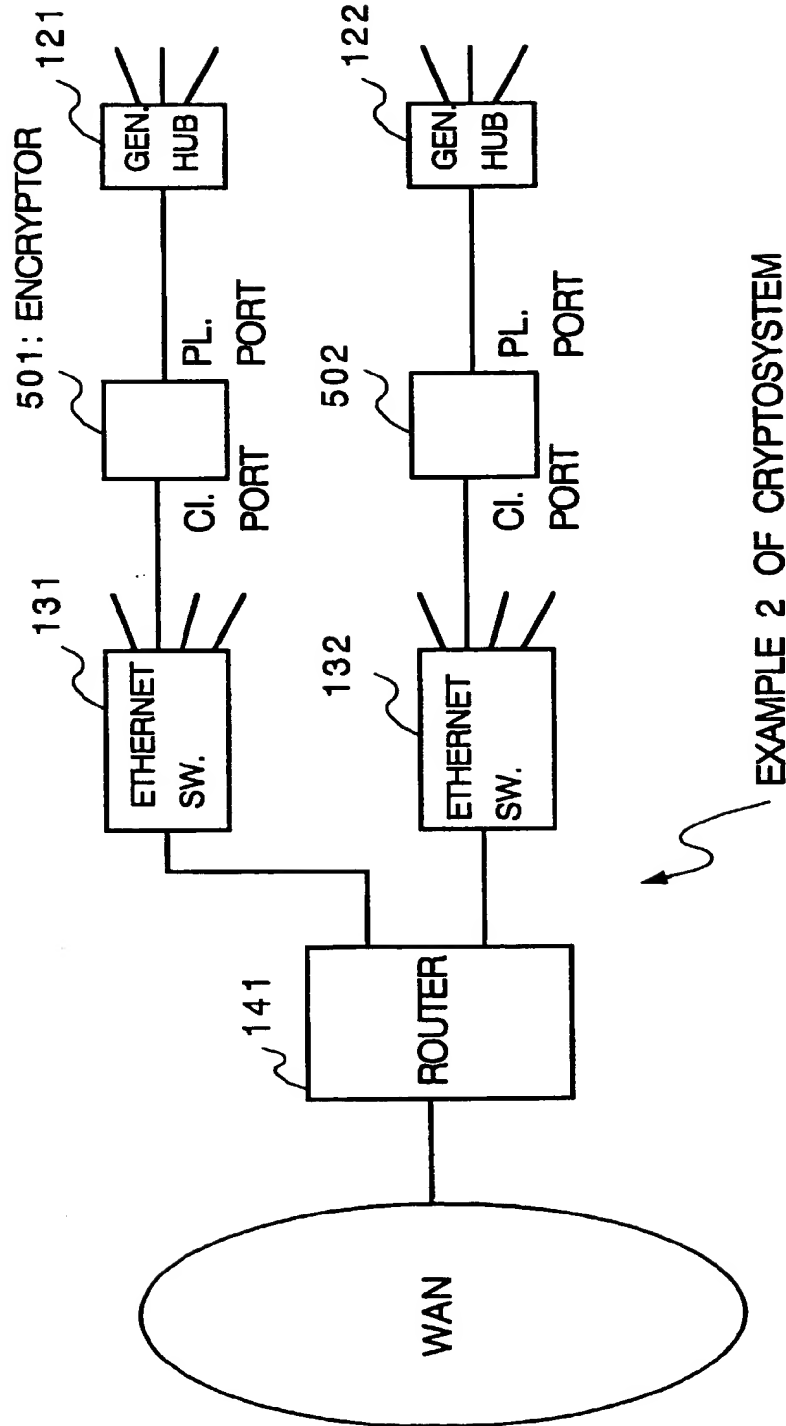 501: ENCRYPTOR
121
GEN.
HUB
PL.
PORT
CI.
PORT
131
ETHERNET
SW.
141
ROUTER
WAN
122
GEN.
HUB
502
PL.
PORT
CI.
PORT
132
ETHERNET
SW.
EXAMPLE 2 OF CRYPTOSYSTEM